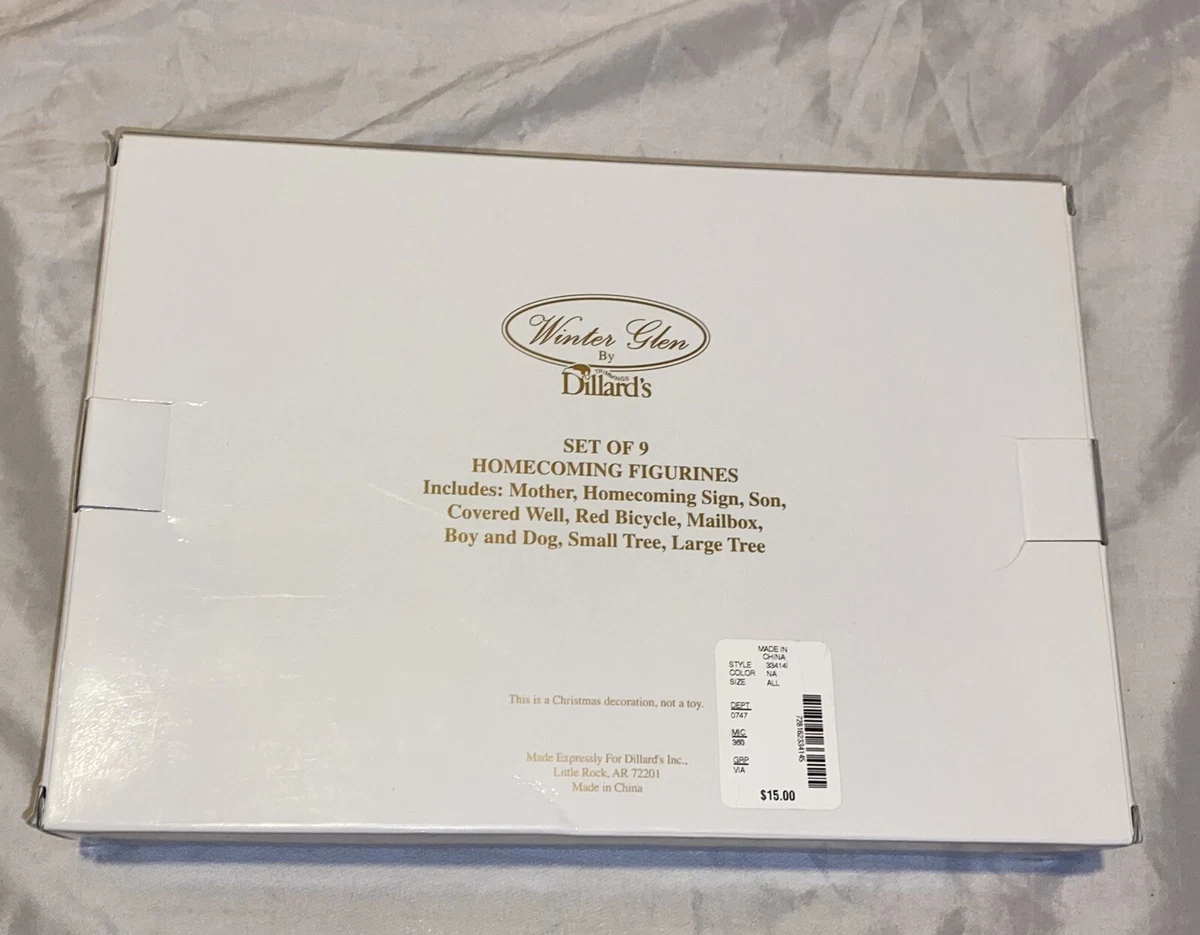 Winter Glen
By
TRIMMINGS
Dillard's
SET OF 9
HOMECOMING FIGURINES
Includes: Mother, Homecoming Sign, Son,
Covered Well, Red Bicycle, Mailbox,
Boy and Dog, Small Tree, Large Tree
This is a Christmas decoration, not a toy.
Made Expressly For Dillard's Inc.,
Little Rock, AR 72201
Made in China
MADE IN
CHINA
STYLE 33414I
COLOR NA
SIZE ALL
DEPT
0747
MIC
360
GRP
VIA
$15.00